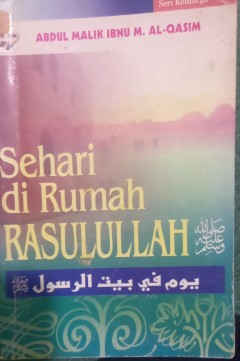 Seri Keluarga
ABDUL MALIK IBNU M. AL-QASIM
Sehari
di Rumah
RASULULLAH ﷺ
يوم في بيت الرسول ﷺ